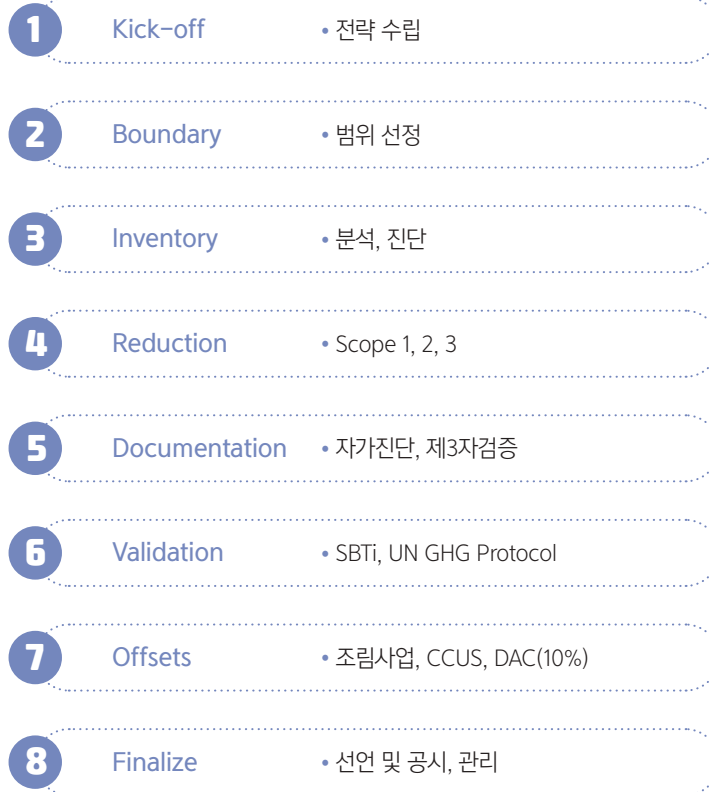 1 Kick-off • 전략 수립
2 Boundary • 범위 선정
3 Inventory • 분석, 진단
4 Reduction • Scope 1, 2, 3
5 Documentation • 자가진단, 제3자검증
6 Validation • SBTi, UN GHG Protocol
7 Offsets • 조림사업, CCUS, DAC(10%)
8 Finalize • 선언 및 공시, 관리